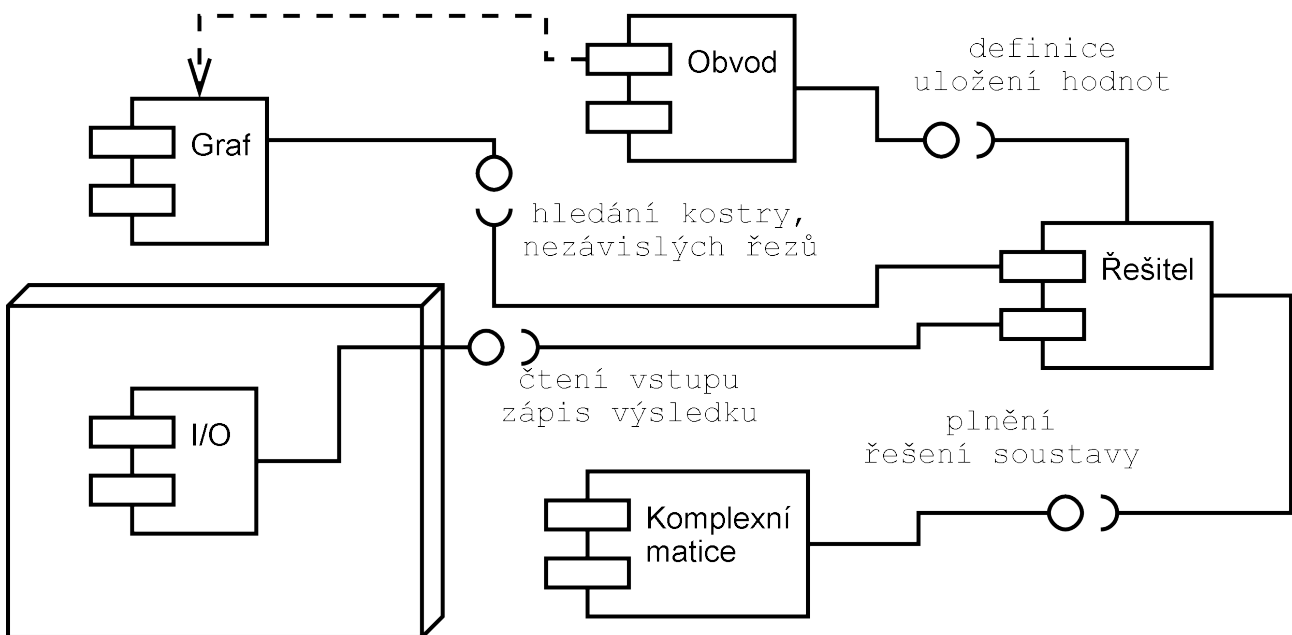 Obvod
definice
uložení hodnot
Graf
hledání kostry,
nezávislých řezů
Řešitel
čtení vstupu
zápis výsledku
I/O
plnění
řešení soustavy
Komplexní
matice